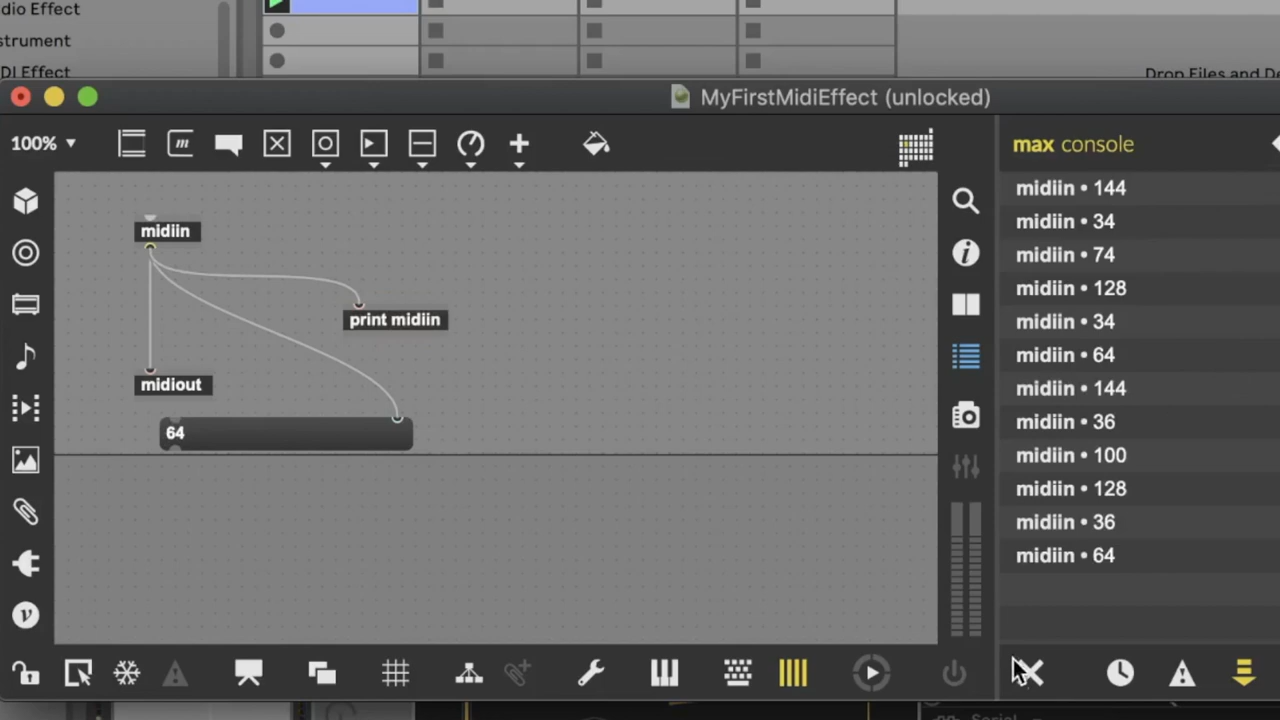 dio Effect
strument
DI Effect
Drop Files and De
MyFirstMidiEffect (unlocked)
100%
m
max console
midiin
print midiin
midiout
64
midiin • 144
midiin • 34
midiin • 74
midiin • 128
midiin • 34
midiin • 64
midiin • 144
midiin • 36
midiin • 100
midiin • 128
midiin • 36
midiin • 64
Serial